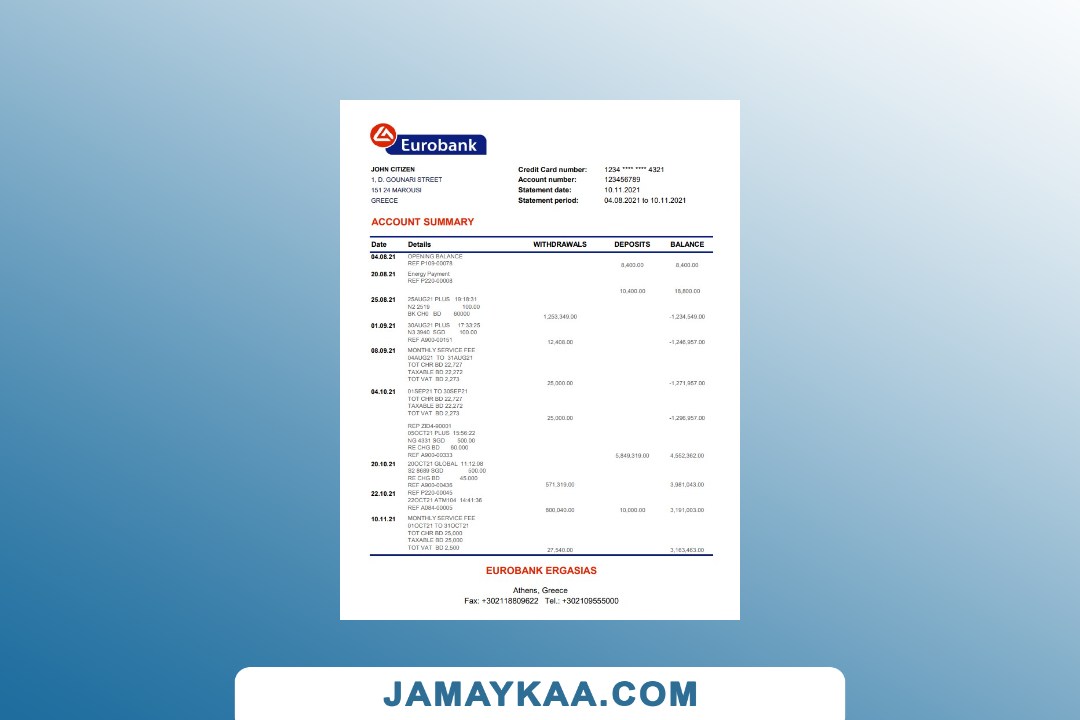 Eurobank
JOHN CITIZEN
1, D. GOUNARI STREET
151 24 MAROUSI
GREECE
Credit Card number: 1234 **** **** 4321
Account number: 123456789
Statement date: 10.11.2021
Statement period: 04.08.2021 to 10.11.2021
ACCOUNT SUMMARY
Date Details WITHDRAWALS DEPOSITS BALANCE
04.08.21 OPENING BALANCE
REF P109-00078 8,400.00 8,400.00
20.08.21 Energy Payment
REF P220-00008
10,400.00 18,800.00
25.08.21 25AUG21 PLUS 19:18:31
N2 2516 100.00
BK CHG BD 60000
1,253,349.00 -1,234,549.00
01.09.21 30AUG21 PLUS 17:33:25
N3 3940 SGD 100.00
REF A900-00151 12,408.00 -1,246,957.00
08.09.21 MONTHLY SERVICE FEE
04AUG21 TO 31AUG21
TOT CHR BD 22,727
TAXABLE BD 22,272
TOT VAT BD 2,273
25,000.00 -1,271,957.00
04.10.21 01SEP21 TO 30SEP21
TOT CHR BD 22,727
TAXABLE BD 22,272
TOT VAT BD 2,273
25,000.00 -1,296,957.00
REP ZID4-90001
05OCT21 PLUS 15:56:22
NG 4331 SGD 500.00
RE CHG BD 60.000
REF A900-00333 5,849,319.00 4,552,362.00
20.10.21 20OCT21 GLOBAL 11:12:08
S2 8689 SGD 500.00
RE CHG BD 45.000
REF A900-00436 571,319.00 3,981,043.00
22.10.21 REF P220-00045
22OCT21 ATM104 14:41:36
REF A084-00005 800,040.00 10,000.00 3,191,003.00
10.11.21 MONTHLY SERVICE FEE
01OCT21 TO 31OCT21
TOT CHR BD 25,000
TAXABLE BD 25,000
TOT VAT BD 2,500
27,540.00 3,163,463.00
EUROBANK ERGASIAS
Athens, Greece
Fax: +302118809622 Tel.: +302109555000
JAMAYKAA.COM